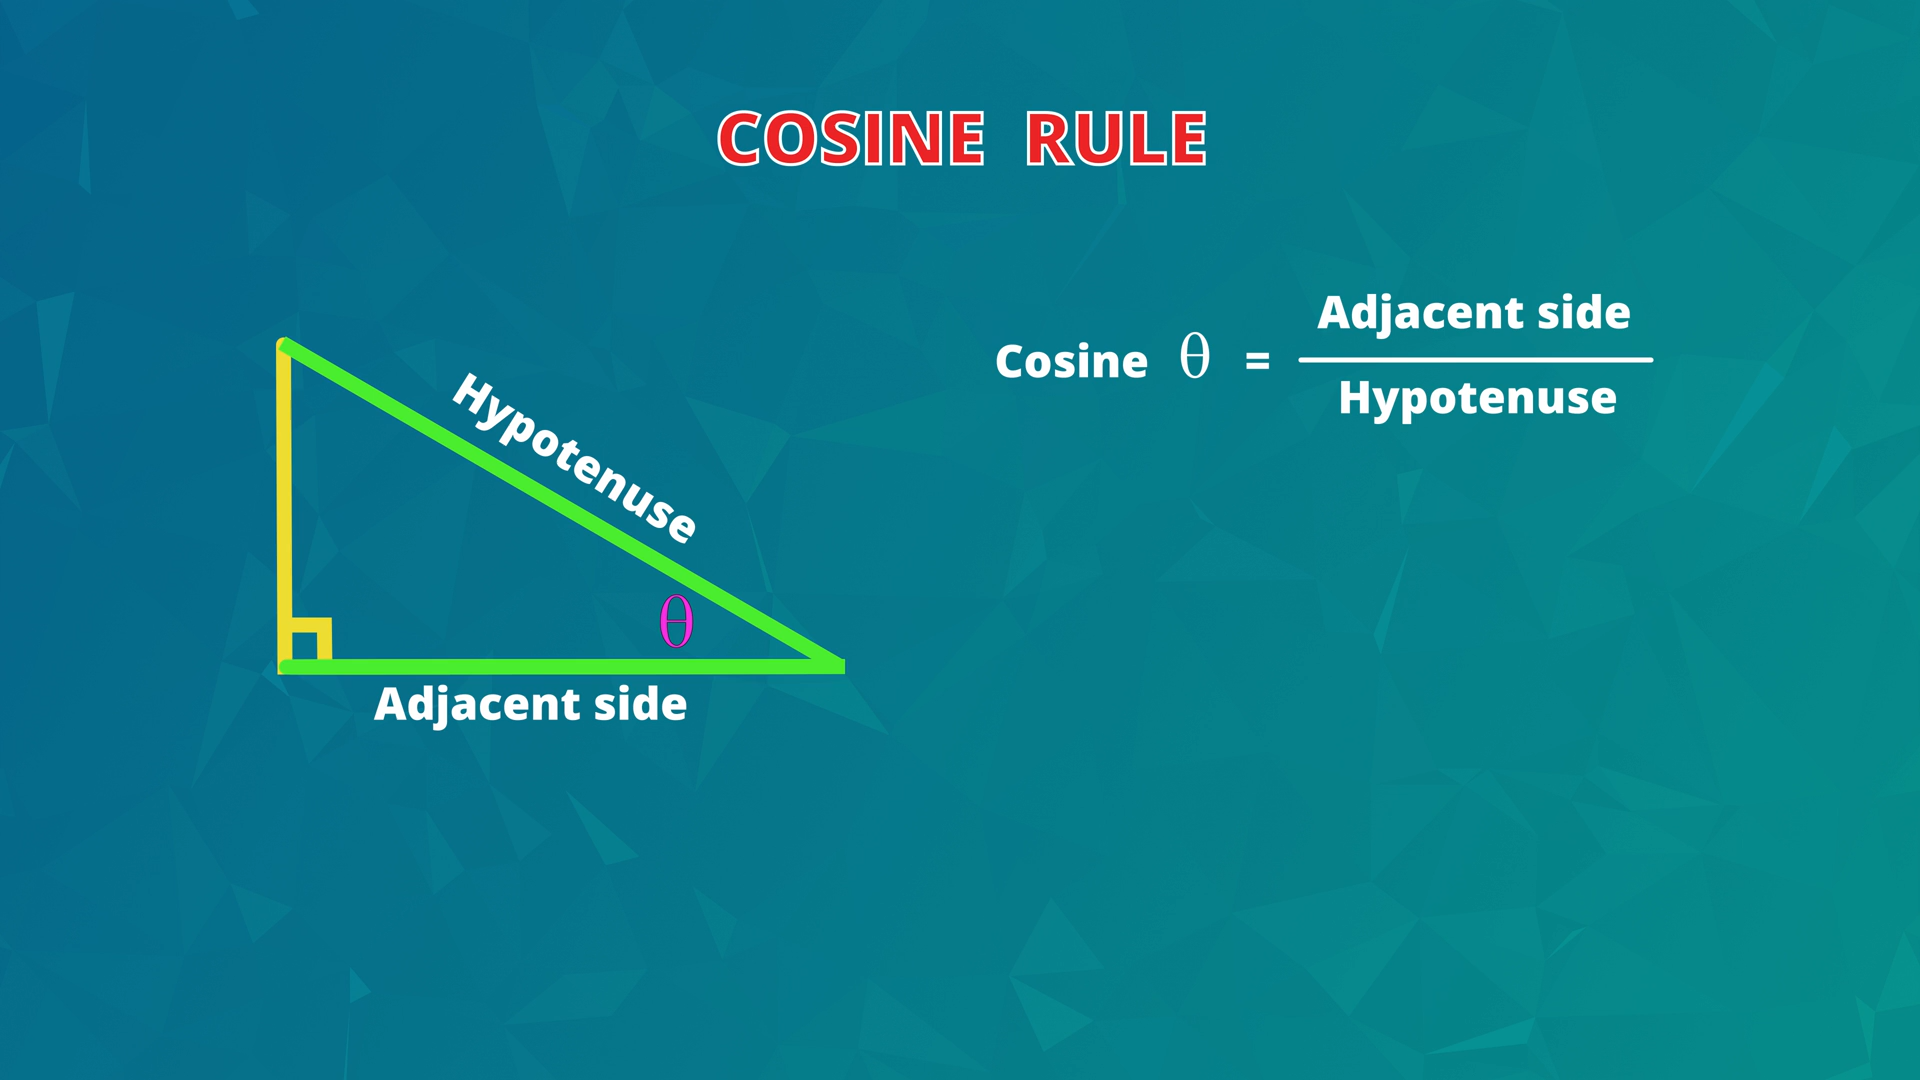 COSINE RULE
Adjacent side
Cosine θ =
Hypotenuse
Hypotenuse
θ
Adjacent side